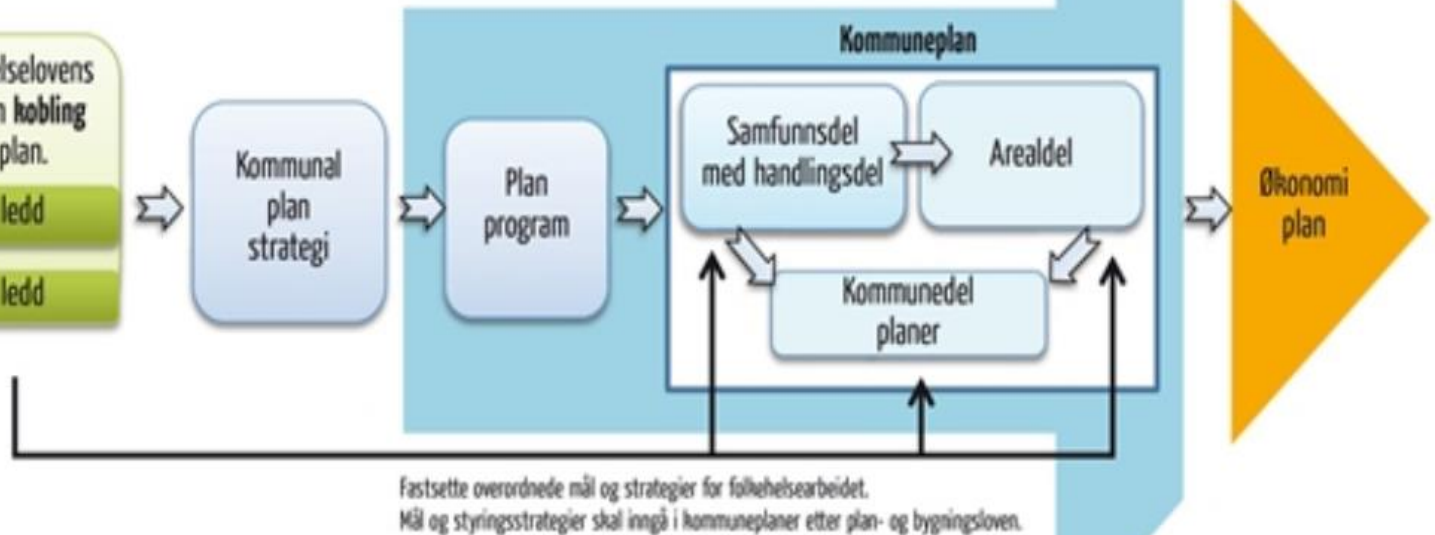 kobling
plan.
ledd
ledd
Kommunal
plan
strategi
Plan
program
Kommuneplan
Samfunnsdel
med handlingsdel
Arealdel
Kommunedel
planer
Økonomi
plan
Fastsette overordnede mål og strategier for folkehelsearbeidet.
Mål og styringsstrategier skal inngå i kommuneplaner etter plan- og bygningsloven.